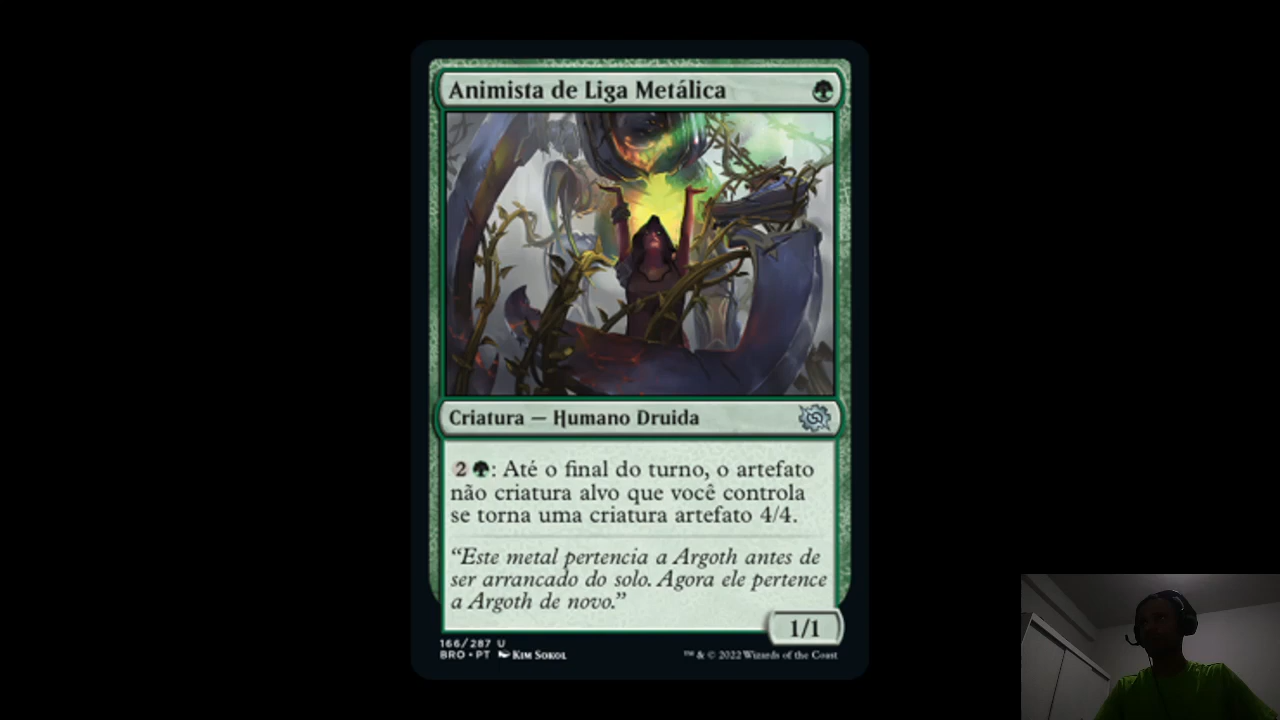 Animista de Liga Metálica
Criatura — Humano Druida
2 : Até o final do turno, o artefato
não criatura alvo que você controla
se torna uma criatura artefato 4/4.
“Este metal pertencia a Argoth antes de
ser arrancado do solo. Agora ele pertence
a Argoth de novo.”
1/1
166/287 U
BRO • PT Kim Sokol
™ & © 2022 Wizards of the Coast